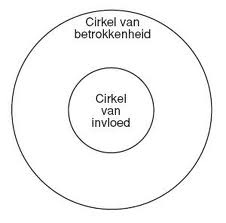 Cirkel van
betrokkenheid
Cirkel
van
invloed